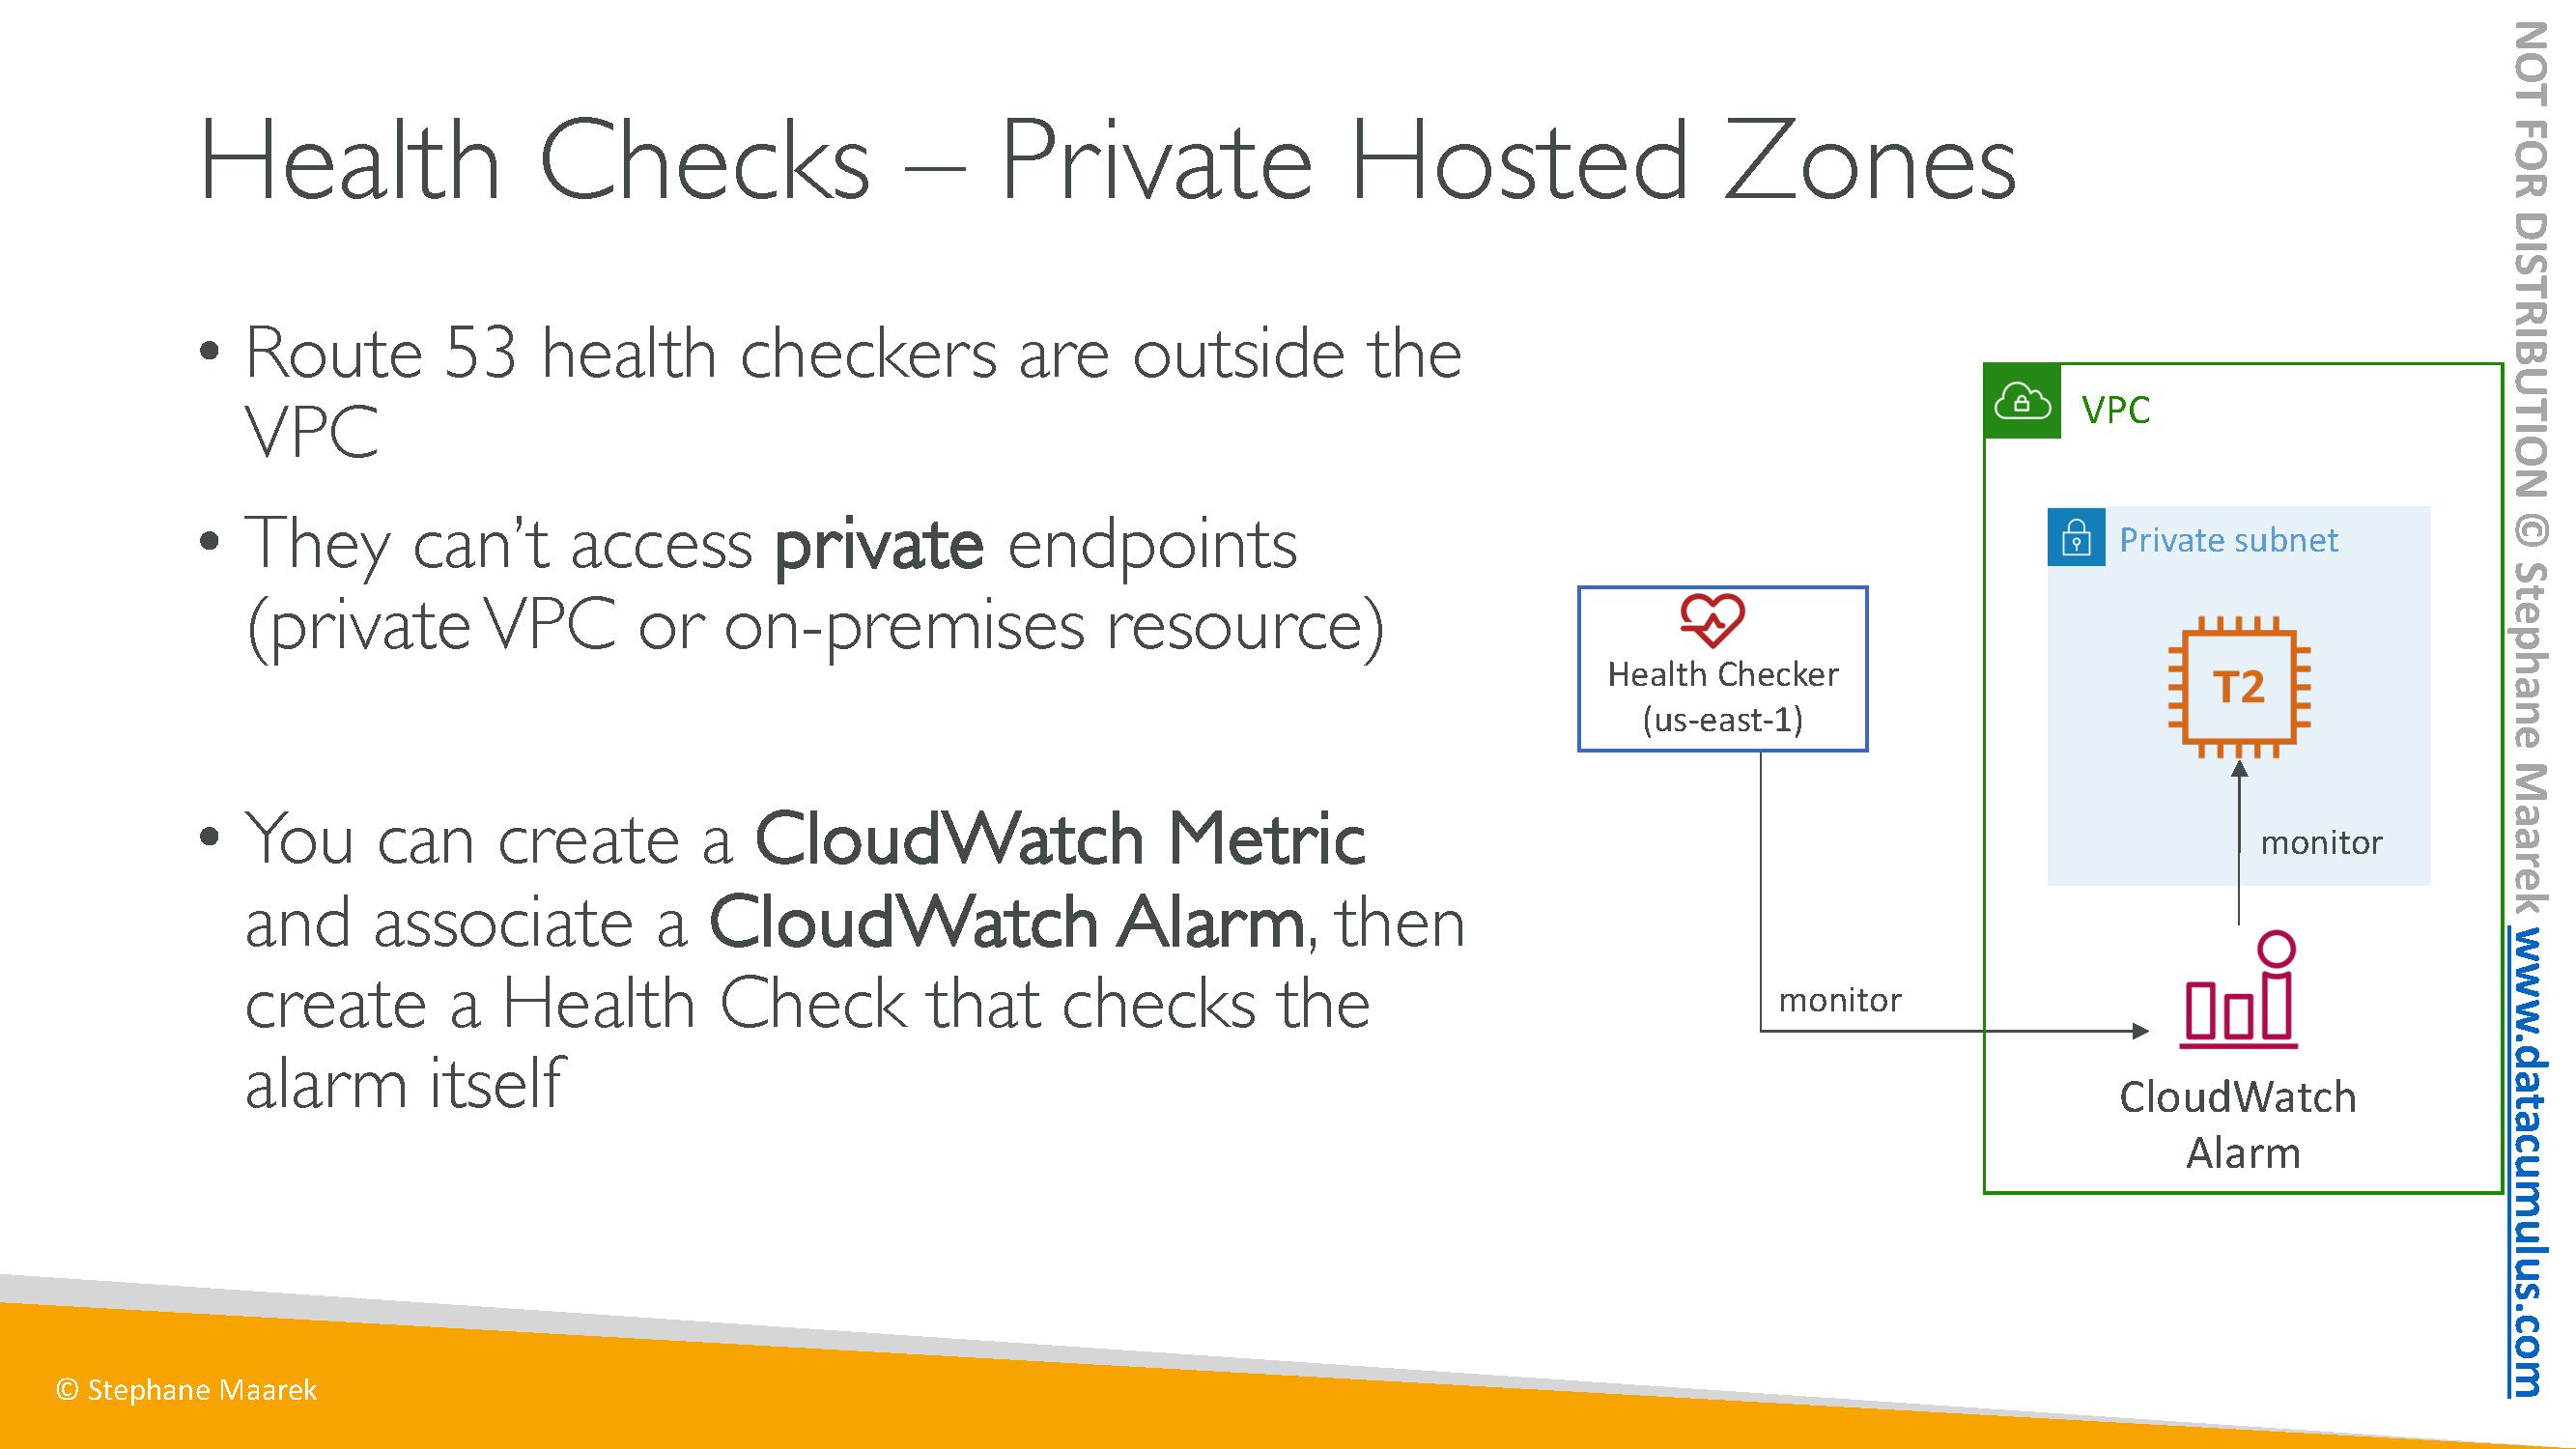 Health Checks – Private Hosted Zones
• Route 53 health checkers are outside the
VPC
• They can’t access private endpoints
(private VPC or on-premises resource)
• You can create a CloudWatch Metric
and associate a CloudWatch Alarm, then
create a Health Check that checks the
alarm itself
VPC
Private subnet
T2
monitor
Health Checker
(us-east-1)
monitor
CloudWatch
Alarm
© Stephane Maarek
NOT FOR DISTRIBUTION © Stephane Maarek www.datacumulus.com